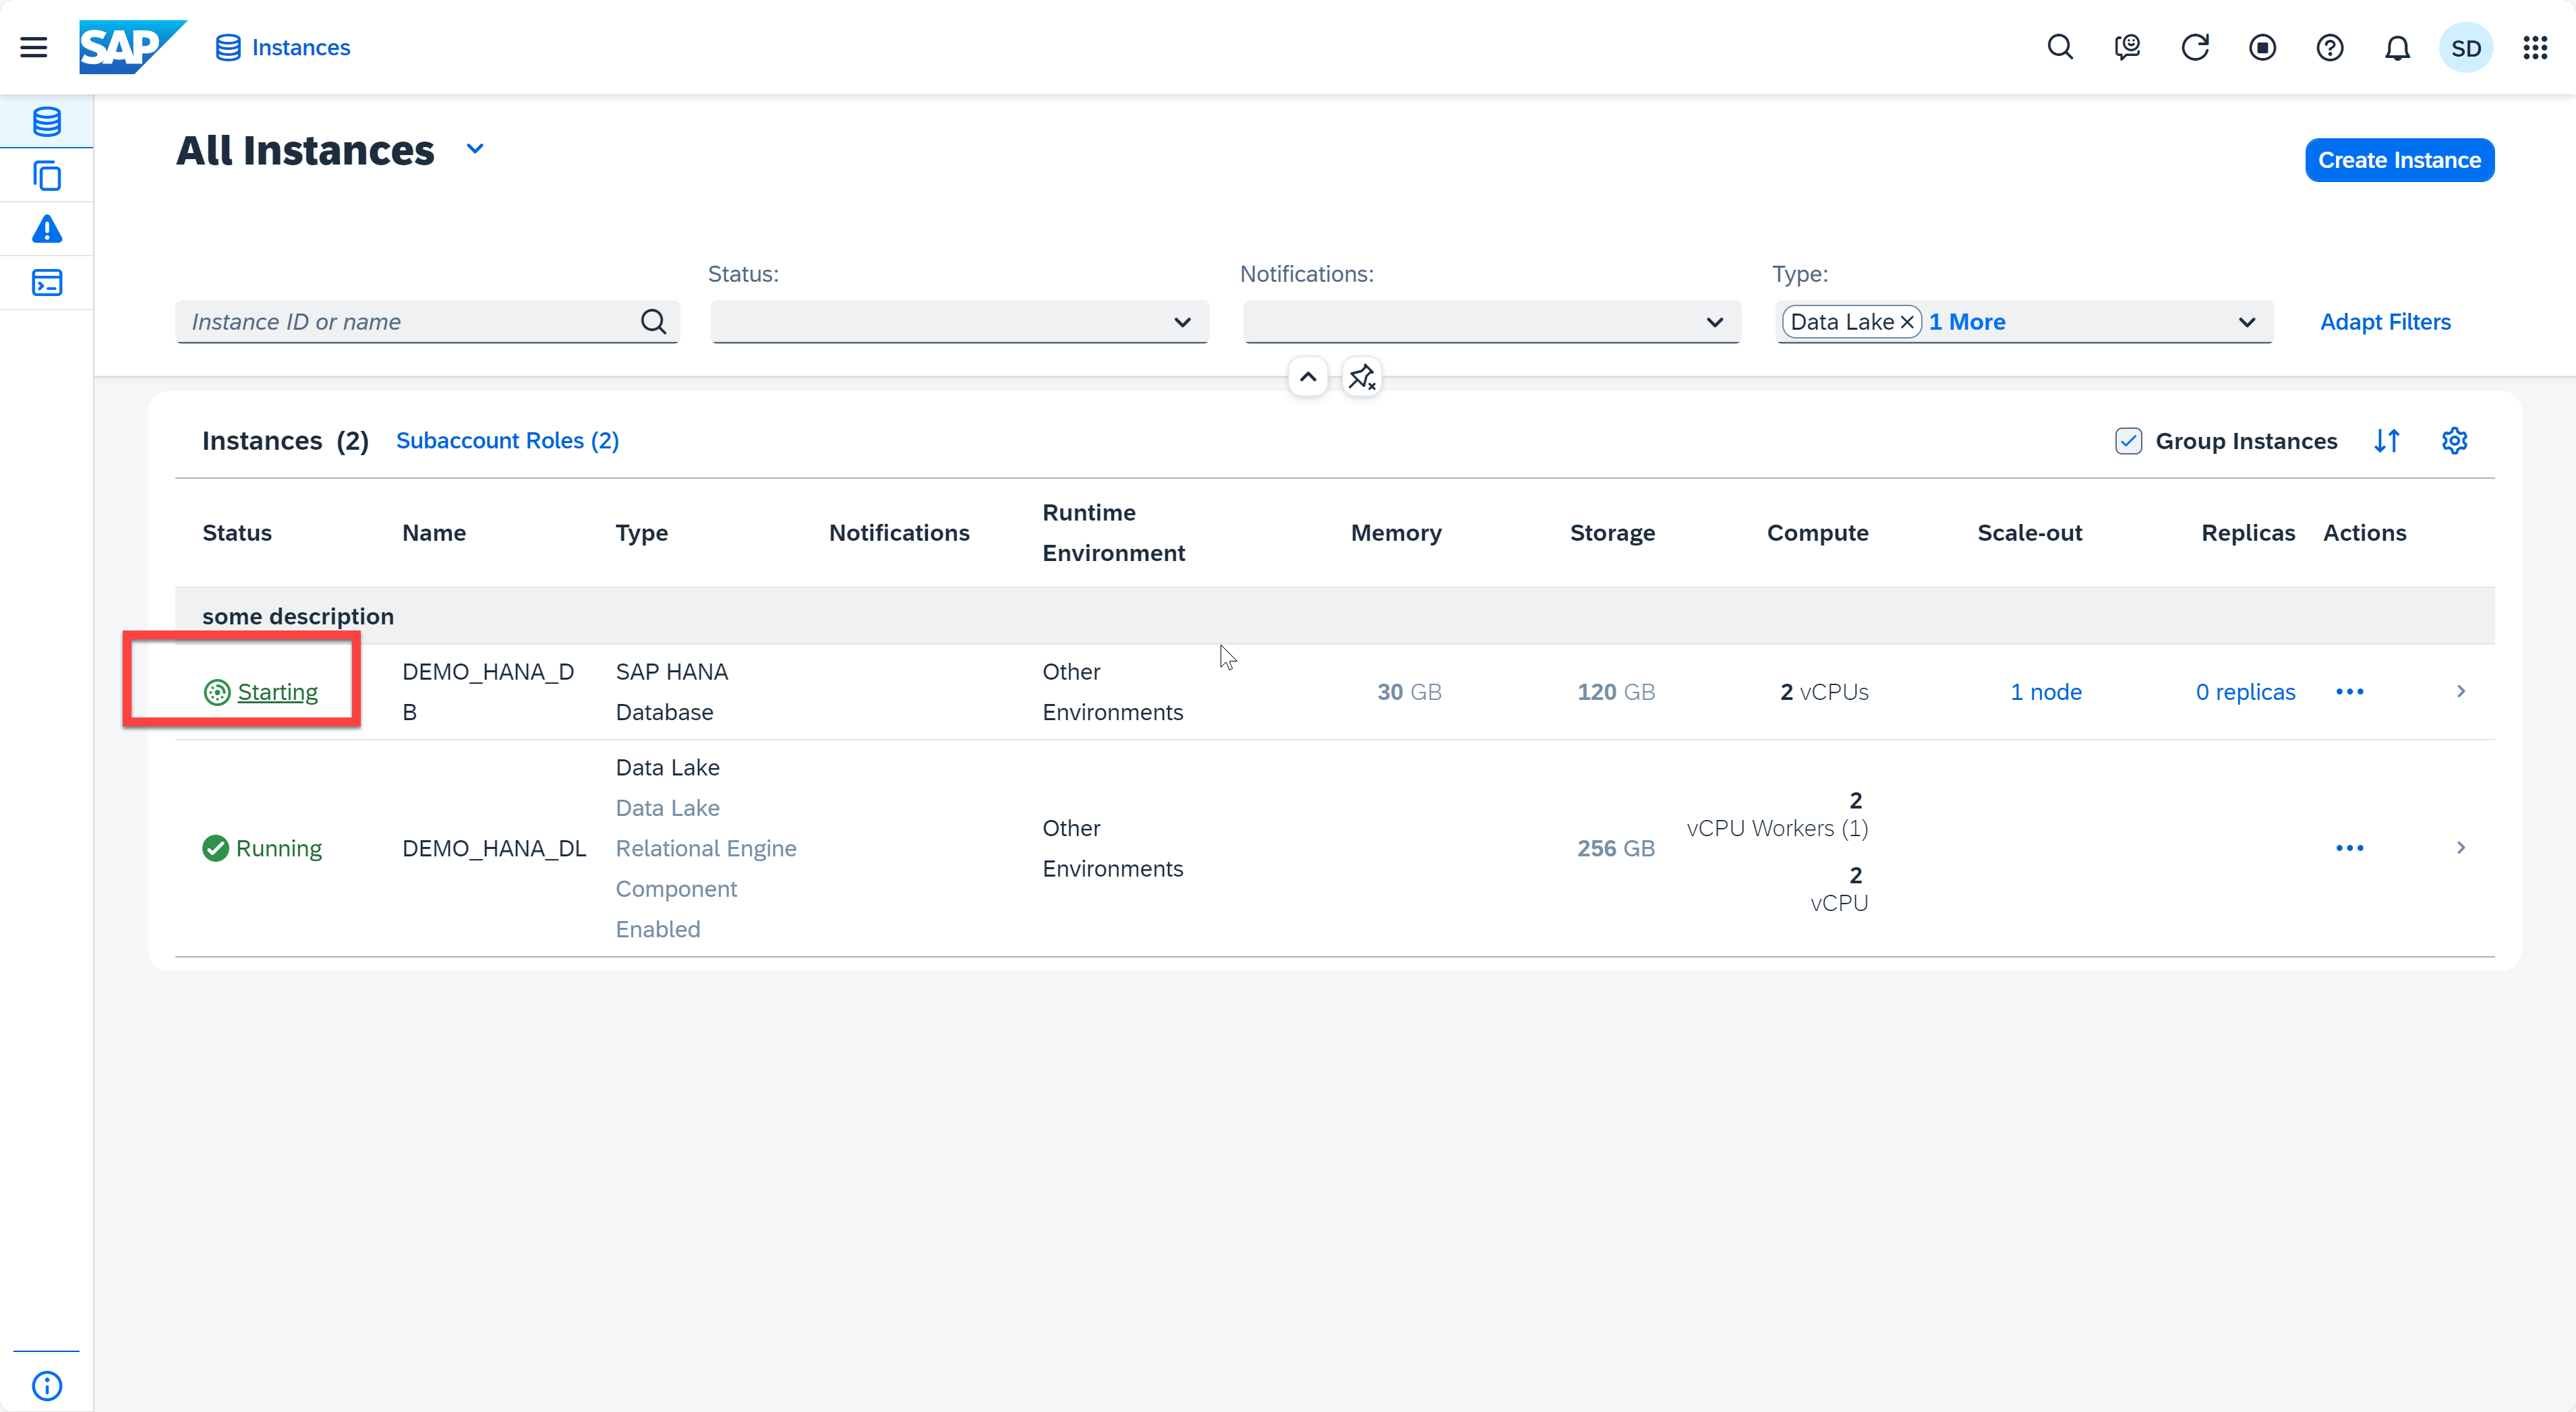 SAP Instances SD
All Instances
Create Instance
Status: Notifications: Type:
Instance ID or name Data Lake 1 More Adapt Filters
Instances (2) Subaccount Roles (2) Group Instances
Status Name Type Notifications Runtime Environment Memory Storage Compute Scale-out Replicas Actions
some description
Starting
DEMO_HANA_D
B
SAP HANA
Database
Other
Environments
30 GB
120 GB
2 vCPUs
1 node
0 replicas
Running
DEMO_HANA_DL
Data Lake
Data Lake
Relational Engine
Component
Enabled
Other
Environments
256 GB
2
vCPU Workers (1)
2
vCPU